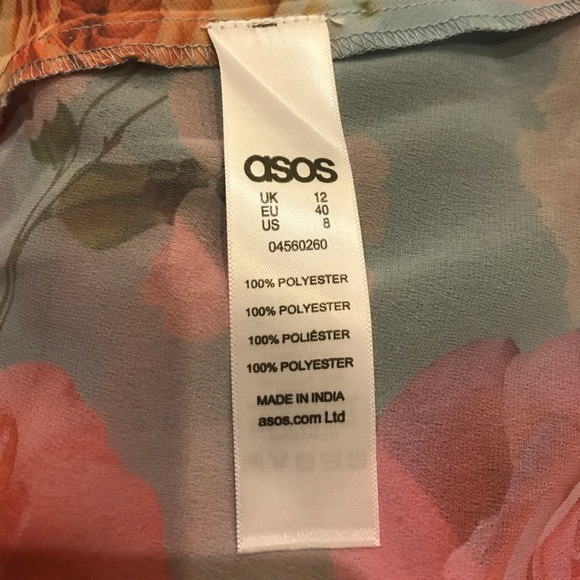 asos
UK 12
EU 40
US 8
04560260
100% POLYESTER
100% POLYESTER
100% POLIÉSTER
100% POLYESTER
MADE IN INDIA
asos.com Ltd